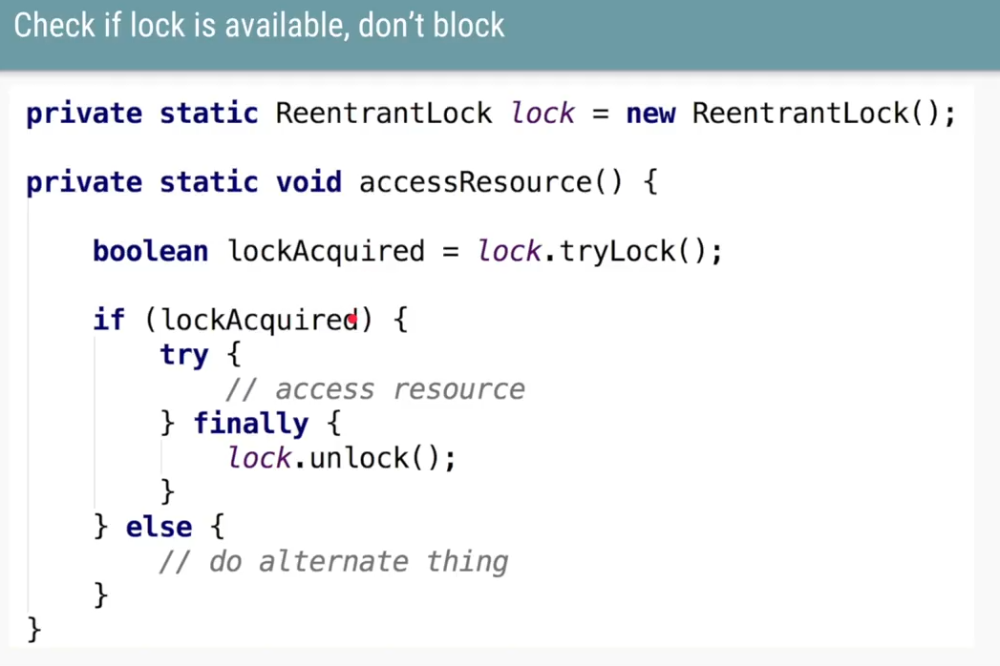 Check if lock is available, don’t block
private static ReentrantLock lock = new ReentrantLock();
private static void accessResource() {
boolean lockAcquired = lock.tryLock();
if (lockAcquired) {
try {
// access resource
} finally {
lock.unlock();
}
} else {
// do alternate thing
}
}